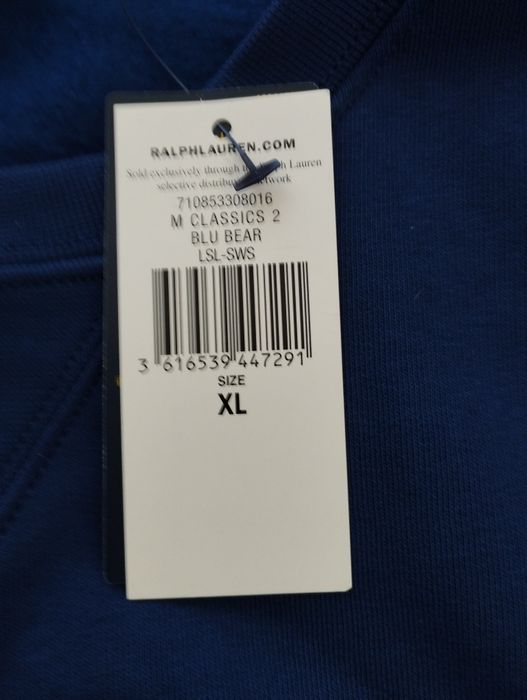 RALPHLAUREN.COM
Sold exclusively through Lauren
selective network
710853308016
M CLASSICS 2
BLU BEAR
LSL-SWS
3 616539 447291
SIZE
XL